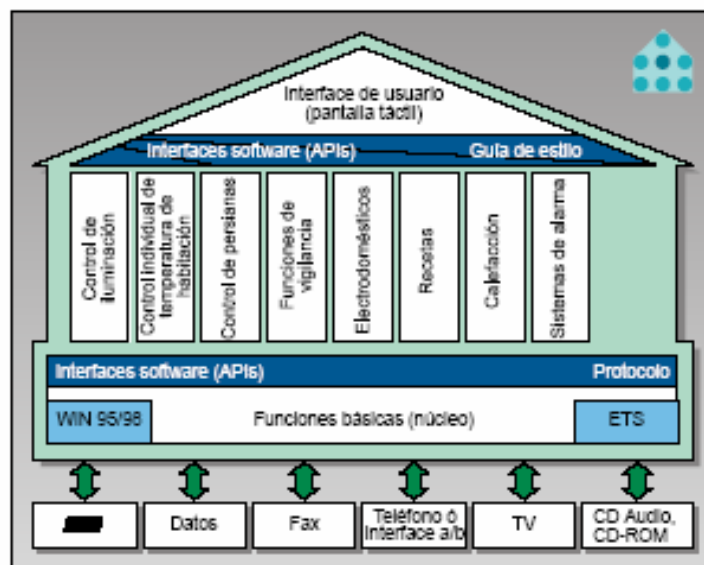 Interface de usuario
(pantalla táctil)
Interfaces software (APIs)
Guía de estilo
Control de
iluminación
Control individual de
temperatura de
habitación
Control de persianas
Funciones de
vigilancia
Electrodomésticos
Recetas
Calefacción
Sistemas de alarma
Interfaces software (APIs)
Protocolo
WIN 95/98
Funciones básicas (núcleo)
ETS
Datos
Fax
Teléfono ó
Interface a/b
TV
CD Audio,
CD-ROM